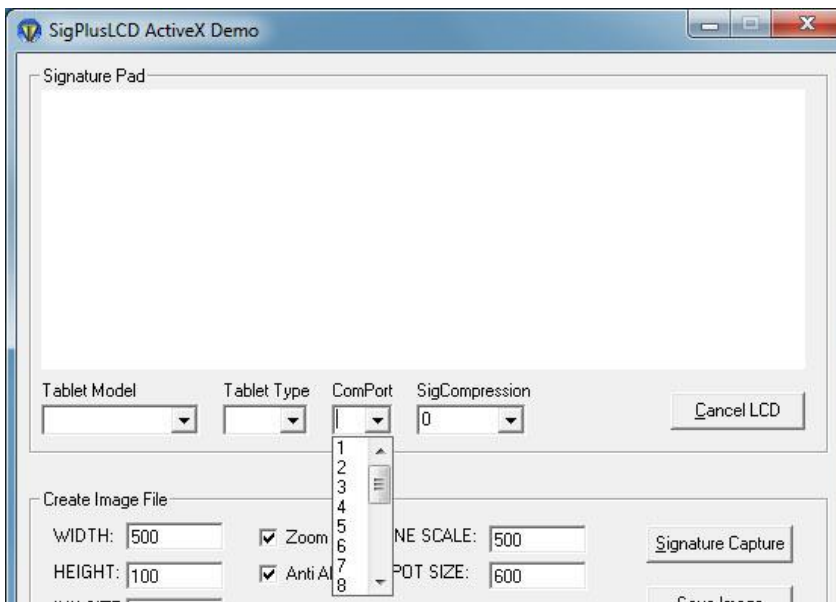 SigPlusLCD ActiveX Demo
Signature Pad
Tablet Model Tablet Type ComPort SigCompression
0
Cancel LCD
1
2
3
4
5
6
7
8
Create Image File
WIDTH: 500
Zoom
NE SCALE: 500
Signature Capture
HEIGHT: 100
Anti Al
POT SIZE: 600
Save Image